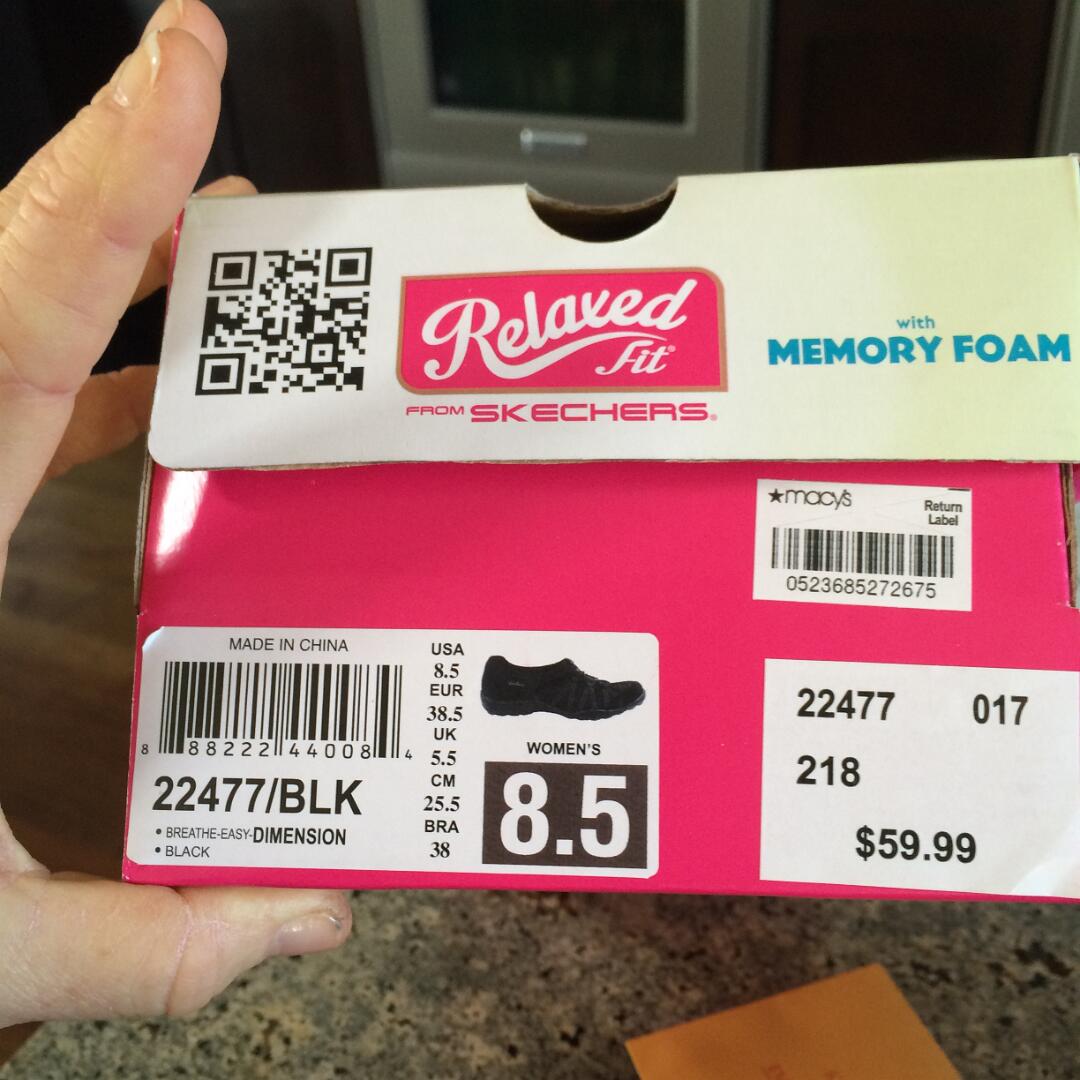 Relaxed
Fit®
FROM SKECHERS®
with
MEMORY FOAM
★macy's
Return
Label
0523685272675
MADE IN CHINA
8 88222 44008 4
22477/BLK
• BREATHE-EASY-DIMENSION
• BLACK
USA
8.5
EUR
38.5
UK
5.5
CM
25.5
BRA
38
WOMEN'S
8.5
22477 017
218
$59.99